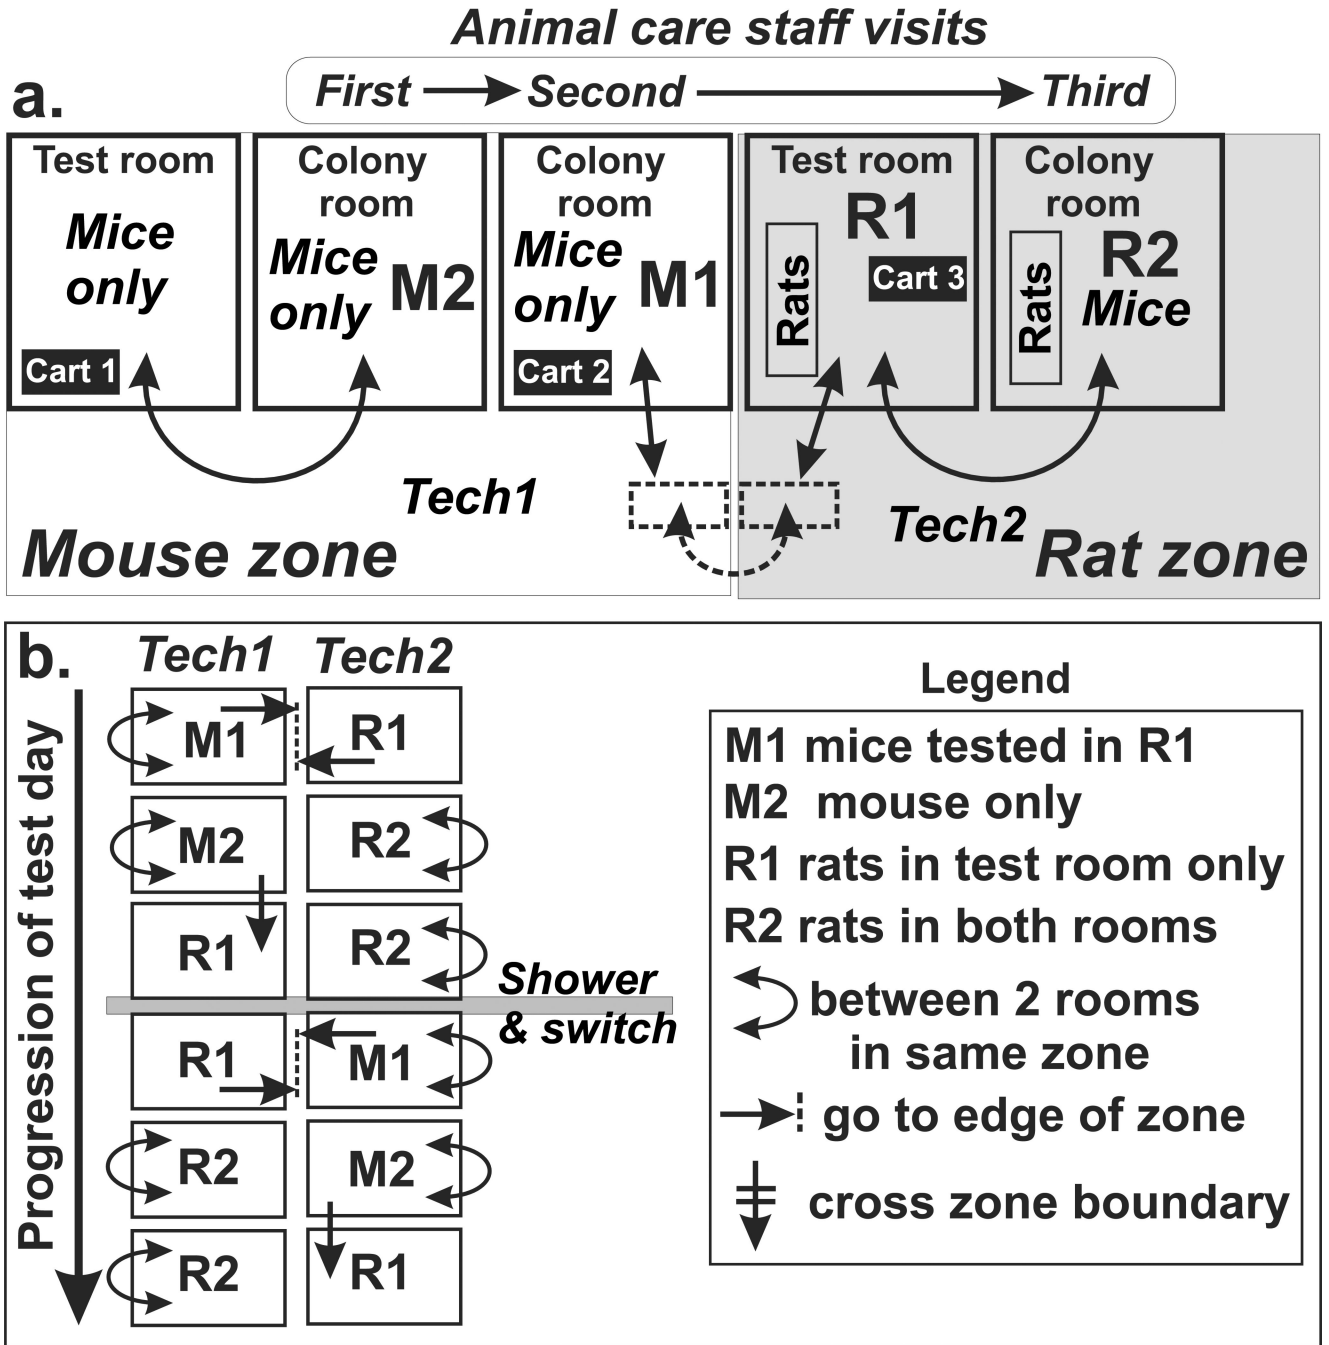 Animal care staff visits
a.
First Second Third
Test room
Mice
only
Cart 1
Colony
room
Mice
only
M2
Colony
room
Mice
only
M1
Cart 2
Test room
R1
Rats
Cart 3
Colony
room
R2
Rats
Mice
Tech1
Tech2
Mouse zone
Rat zone
b.
Tech1
Tech2
Progression of test day
M1
R1
M2
R2
R1
R2
Shower
& switch
R1
M1
R2
M2
R2
R1
Legend
M1 mice tested in R1
M2 mouse only
R1 rats in test room only
R2 rats in both rooms
between 2 rooms
in same zone
go to edge of zone
cross zone boundary